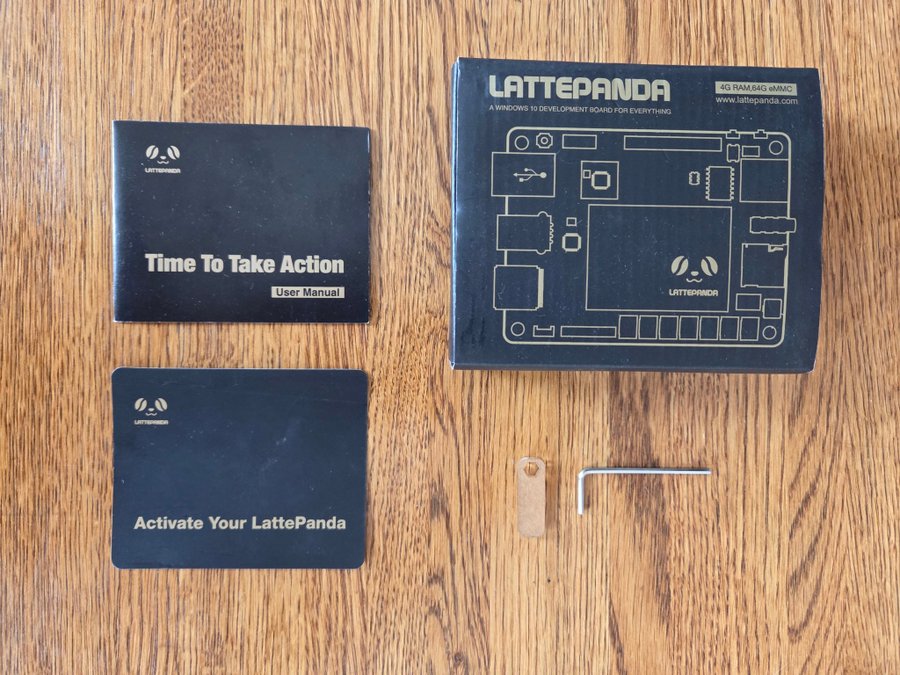 LATTEPANDA
Time To Take Action
User Manual
LATTEPANDA
4G RAM,64G eMMC
www.lattepanda.com
A WINDOWS 10 DEVELOPMENT BOARD FOR EVERYTHING
LATTEPANDA
LATTEPANDA
Activate Your LattePanda